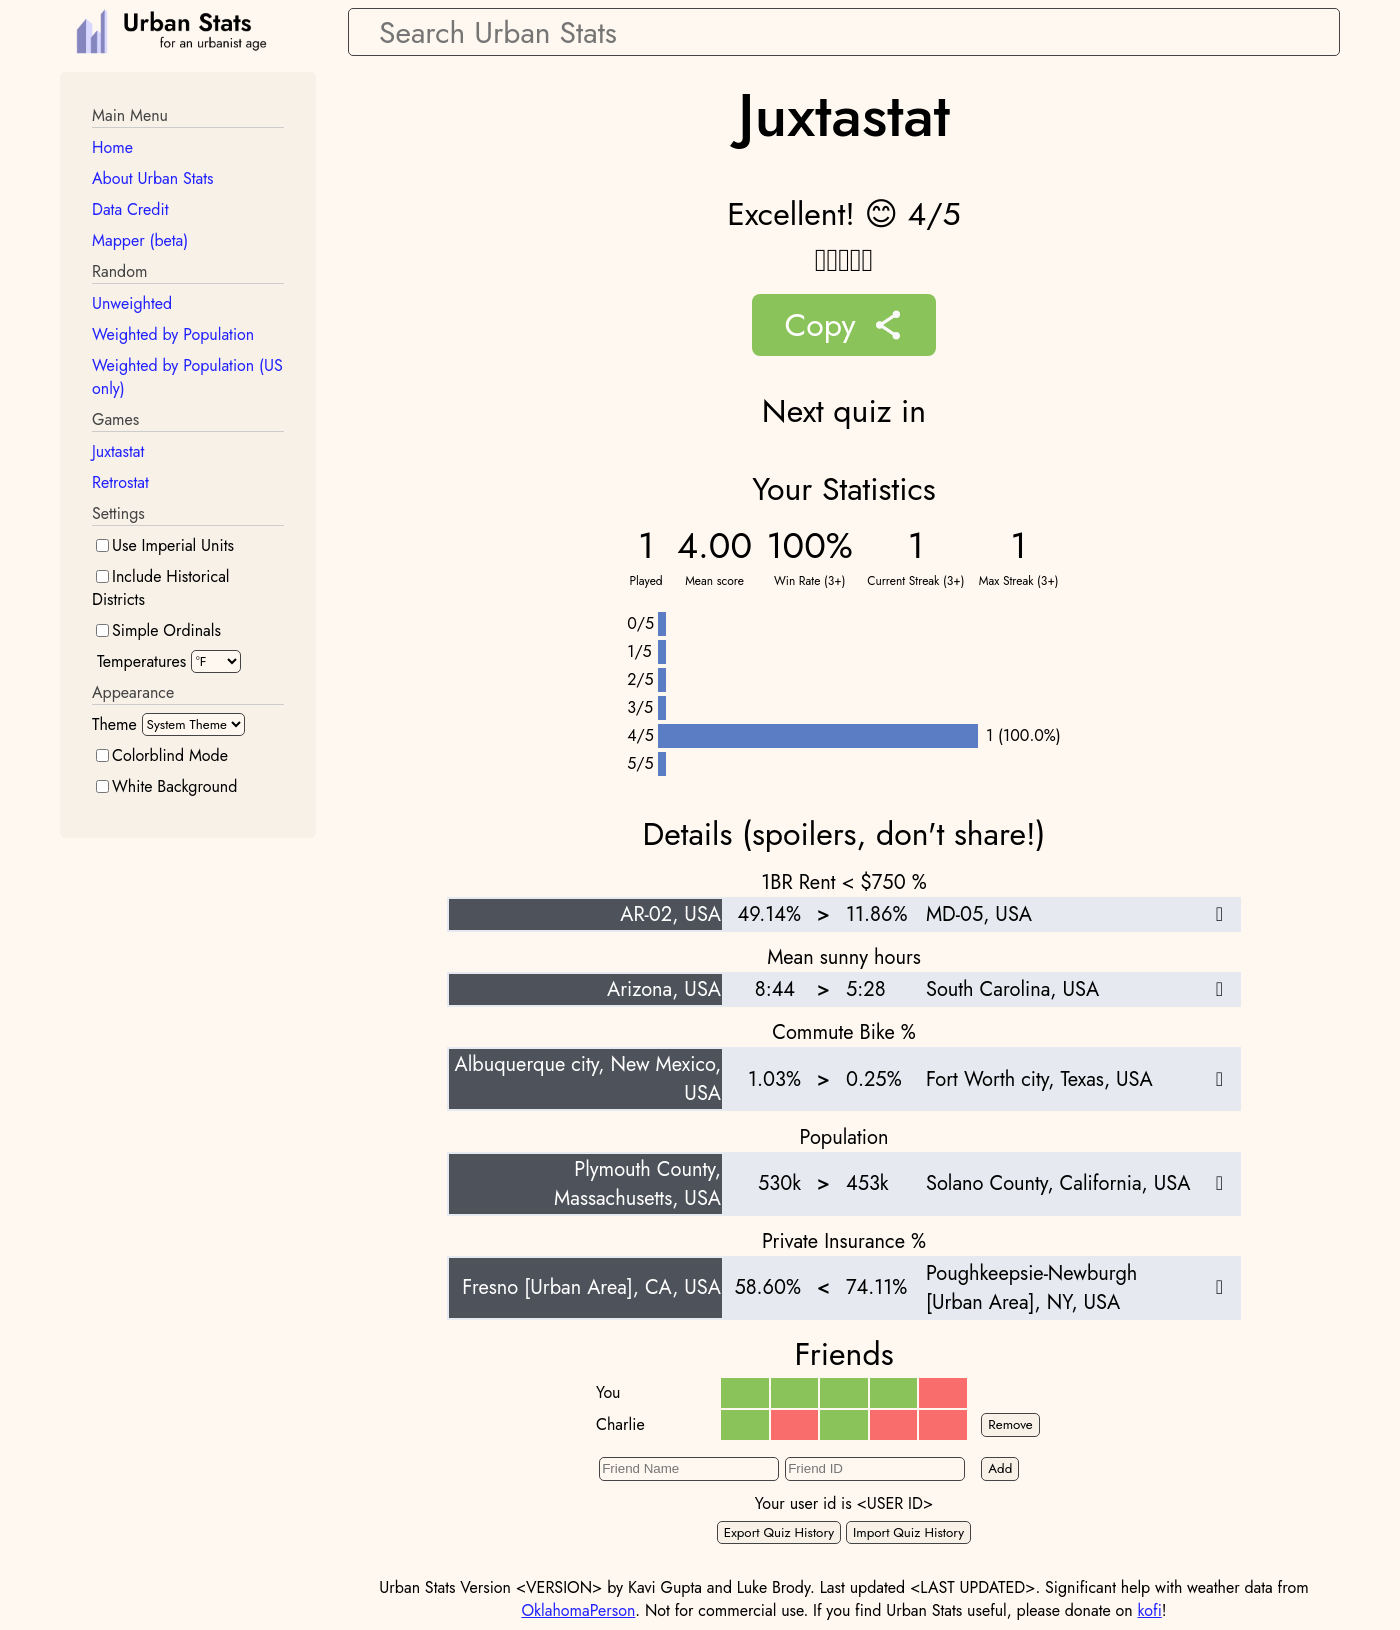 Urban Stats
for an urbanist age
Search Urban Stats
Main Menu
Home
About Urban Stats
Data Credit
Mapper (beta)
Random
Unweighted
Weighted by Population
Weighted by Population (US
only)
Games
Juxtastat
Retrostat
Settings
Use Imperial Units
Include Historical
Districts
Simple Ordinals
Temperatures °F
Appearance
Theme System Theme
Colorblind Mode
White Background
Juxtastat
Excellent! 😊 4/5
Copy
Next quiz in
Your Statistics
1 4.00 100% 1 1
Played Mean score Win Rate (3+) Current Streak (3+) Max Streak (3+)
0/5
1/5
2/5
3/5
4/5 1 (100.0%)
5/5
Details (spoilers, don't share!)
1BR Rent < $750 %
AR-02, USA 49.14% > 11.86% MD-05, USA
Mean sunny hours
Arizona, USA 8:44 > 5:28 South Carolina, USA
Commute Bike %
Albuquerque city, New Mexico,
USA 1.03% > 0.25% Fort Worth city, Texas, USA
Population
Plymouth County,
Massachusetts, USA 530k > 453k Solano County, California, USA
Private Insurance %
Fresno [Urban Area], CA, USA 58.60% < 74.11% Poughkeepsie-Newburgh
[Urban Area], NY, USA
Friends
You
Charlie Remove
Friend Name Friend ID Add
Your user id is <USER ID>
Export Quiz History Import Quiz History
Urban Stats Version <VERSION> by Kavi Gupta and Luke Brody. Last updated <LAST UPDATED>. Significant help with weather data from
OklahomaPerson. Not for commercial use. If you find Urban Stats useful, please donate on kofi!